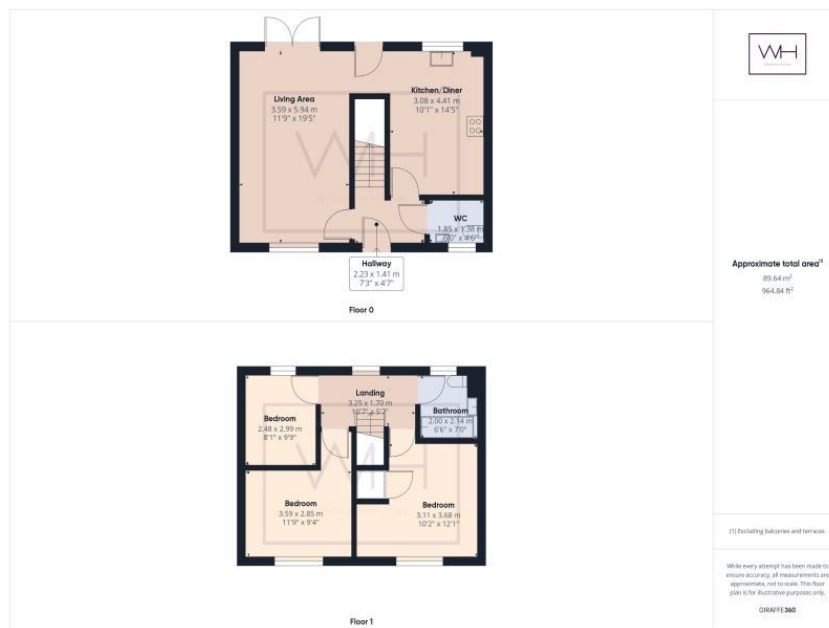 Living Area
3.59 x 5.94 m
11'9" x 19'5"
Kitchen/Diner
3.08 x 4.41 m
10'1" x 14'5"
WC
1.85 x 1.38 m
Hallway
2.23 x 1.41 m
7'3" x 4'7"
Floor 0
WH
Approximate total area(1)
89.64 m²
964.84 ft²
Landing
3.25 x 1.70 m
10'7" x 5'7"
Bedroom
2.48 x 2.99 m
8'1" x 9'9"
Bathroom
2.00 x 2.14 m
6'6" x 7'0"
Bedroom
3.59 x 2.85 m
11'9" x 9'4"
Bedroom
3.11 x 3.68 m
10'2" x 12'1"
Floor 1
(1) Excluding balconies and terraces
While every attempt has been made to
ensure accuracy, all measurements are
approximate, not to scale. This floor
plan is for illustrative purposes only.
GIRAFFE360